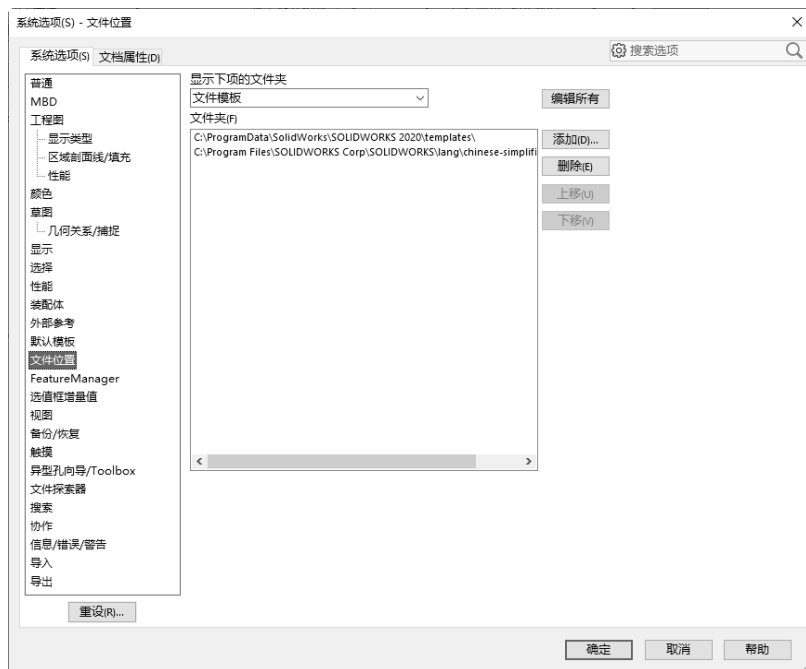 系统选项(S) - 文件位置
系统选项(S) 文档属性(D)
搜索选项
普通
MBD
工程图
显示类型
区域剖面线/填充
性能
颜色
草图
几何关系/捕捉
显示
选择
性能
装配体
外部参考
默认模板
文件位置
FeatureManager
选值框增量值
视图
备份/恢复
触摸
异型孔向导/Toolbox
文件探索器
搜索
协作
信息/错误/警告
导入
导出
重设(R)...
显示下项的文件夹
文件模板
编辑所有
文件夹(F)
C:\ProgramData\SolidWorks\SOLIDWORKS 2020\templates\
C:\Program Files\SOLIDWORKS Corp\SOLIDWORKS\lang\chinese-simplifi
添加(D)...
删除(E)
上移(U)
下移(V)
确定 取消 帮助